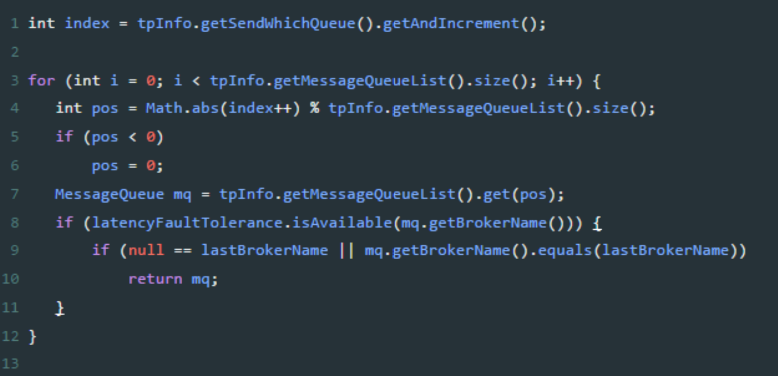 1 int index = tpInfo.getSendWhichQueue().getAndIncrement();
2
3 for (int i = 0; i < tpInfo.getMessageQueueList().size(); i++) {
4     int pos = Math.abs(index++) % tpInfo.getMessageQueueList().size();
5     if (pos < 0)
6         pos = 0;
7     MessageQueue mq = tpInfo.getMessageQueueList().get(pos);
8     if (latencyFaultTolerance.isAvailable(mq.getBrokerName())) {
9         if (null == lastBrokerName || mq.getBrokerName().equals(lastBrokerName))
10             return mq;
11     }
12 }
13